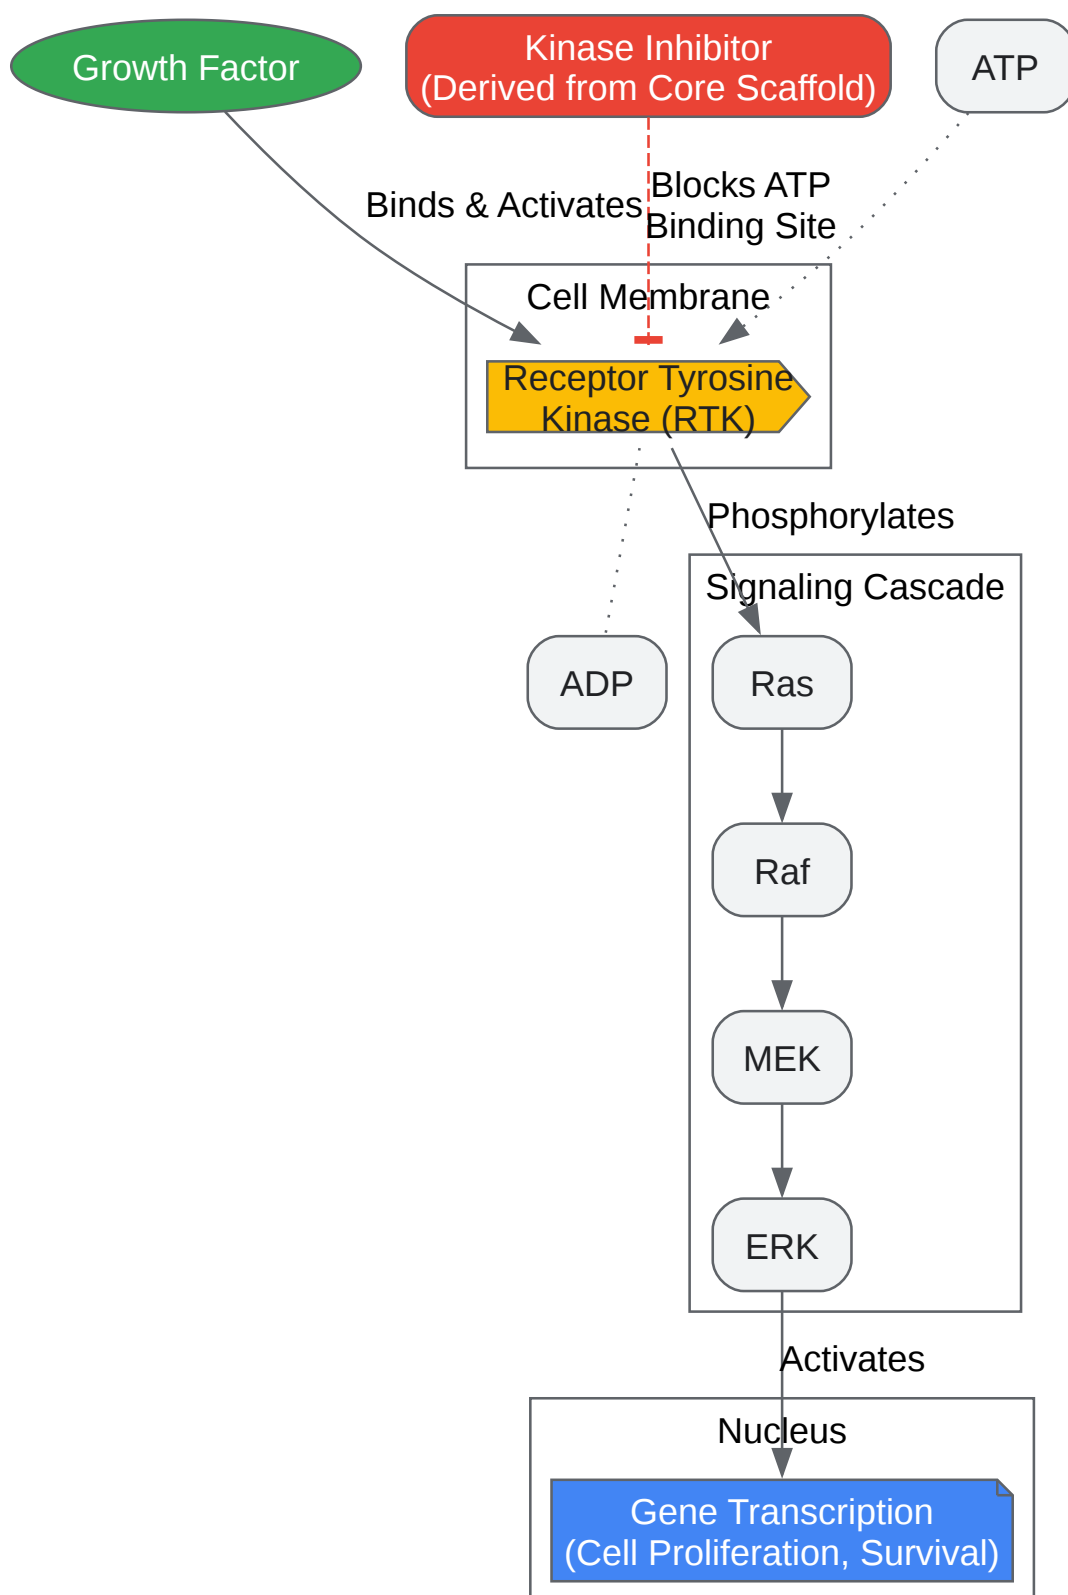 Growth Factor
Kinase Inhibitor
(Derived from Core Scaffold)
ATP
Binds & Activates
Blocks ATP
Binding Site
Cell Membrane
Receptor Tyrosine
Kinase (RTK)
Phosphorylates
Signaling Cascade
ADP
Ras
Raf
MEK
ERK
Activates
Nucleus
Gene Transcription
(Cell Proliferation, Survival)